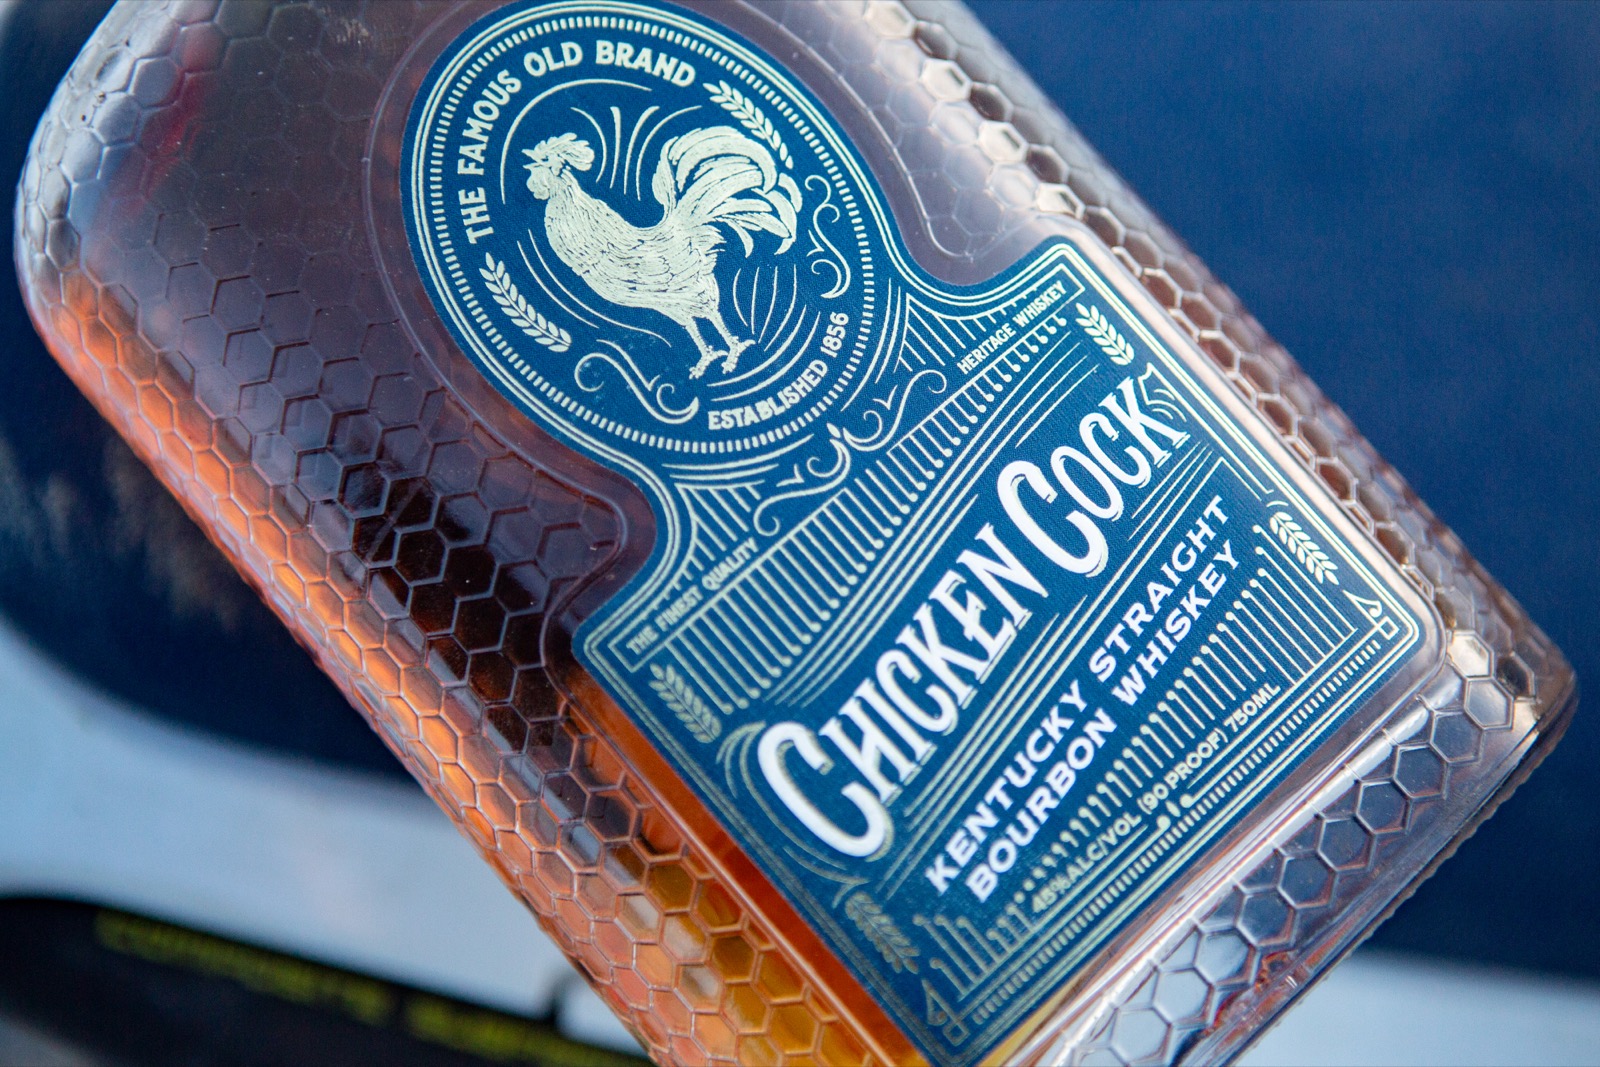 THE FAMOUS OLD BRAND
ESTABLISHED 1856
THE FINEST QUALITY
HERITAGE WHISKEY
CHICKEN COCK
KENTUCKY STRAIGHT
BOURBON WHISKEY
45% ALC/VOL (90 PROOF) 750ML